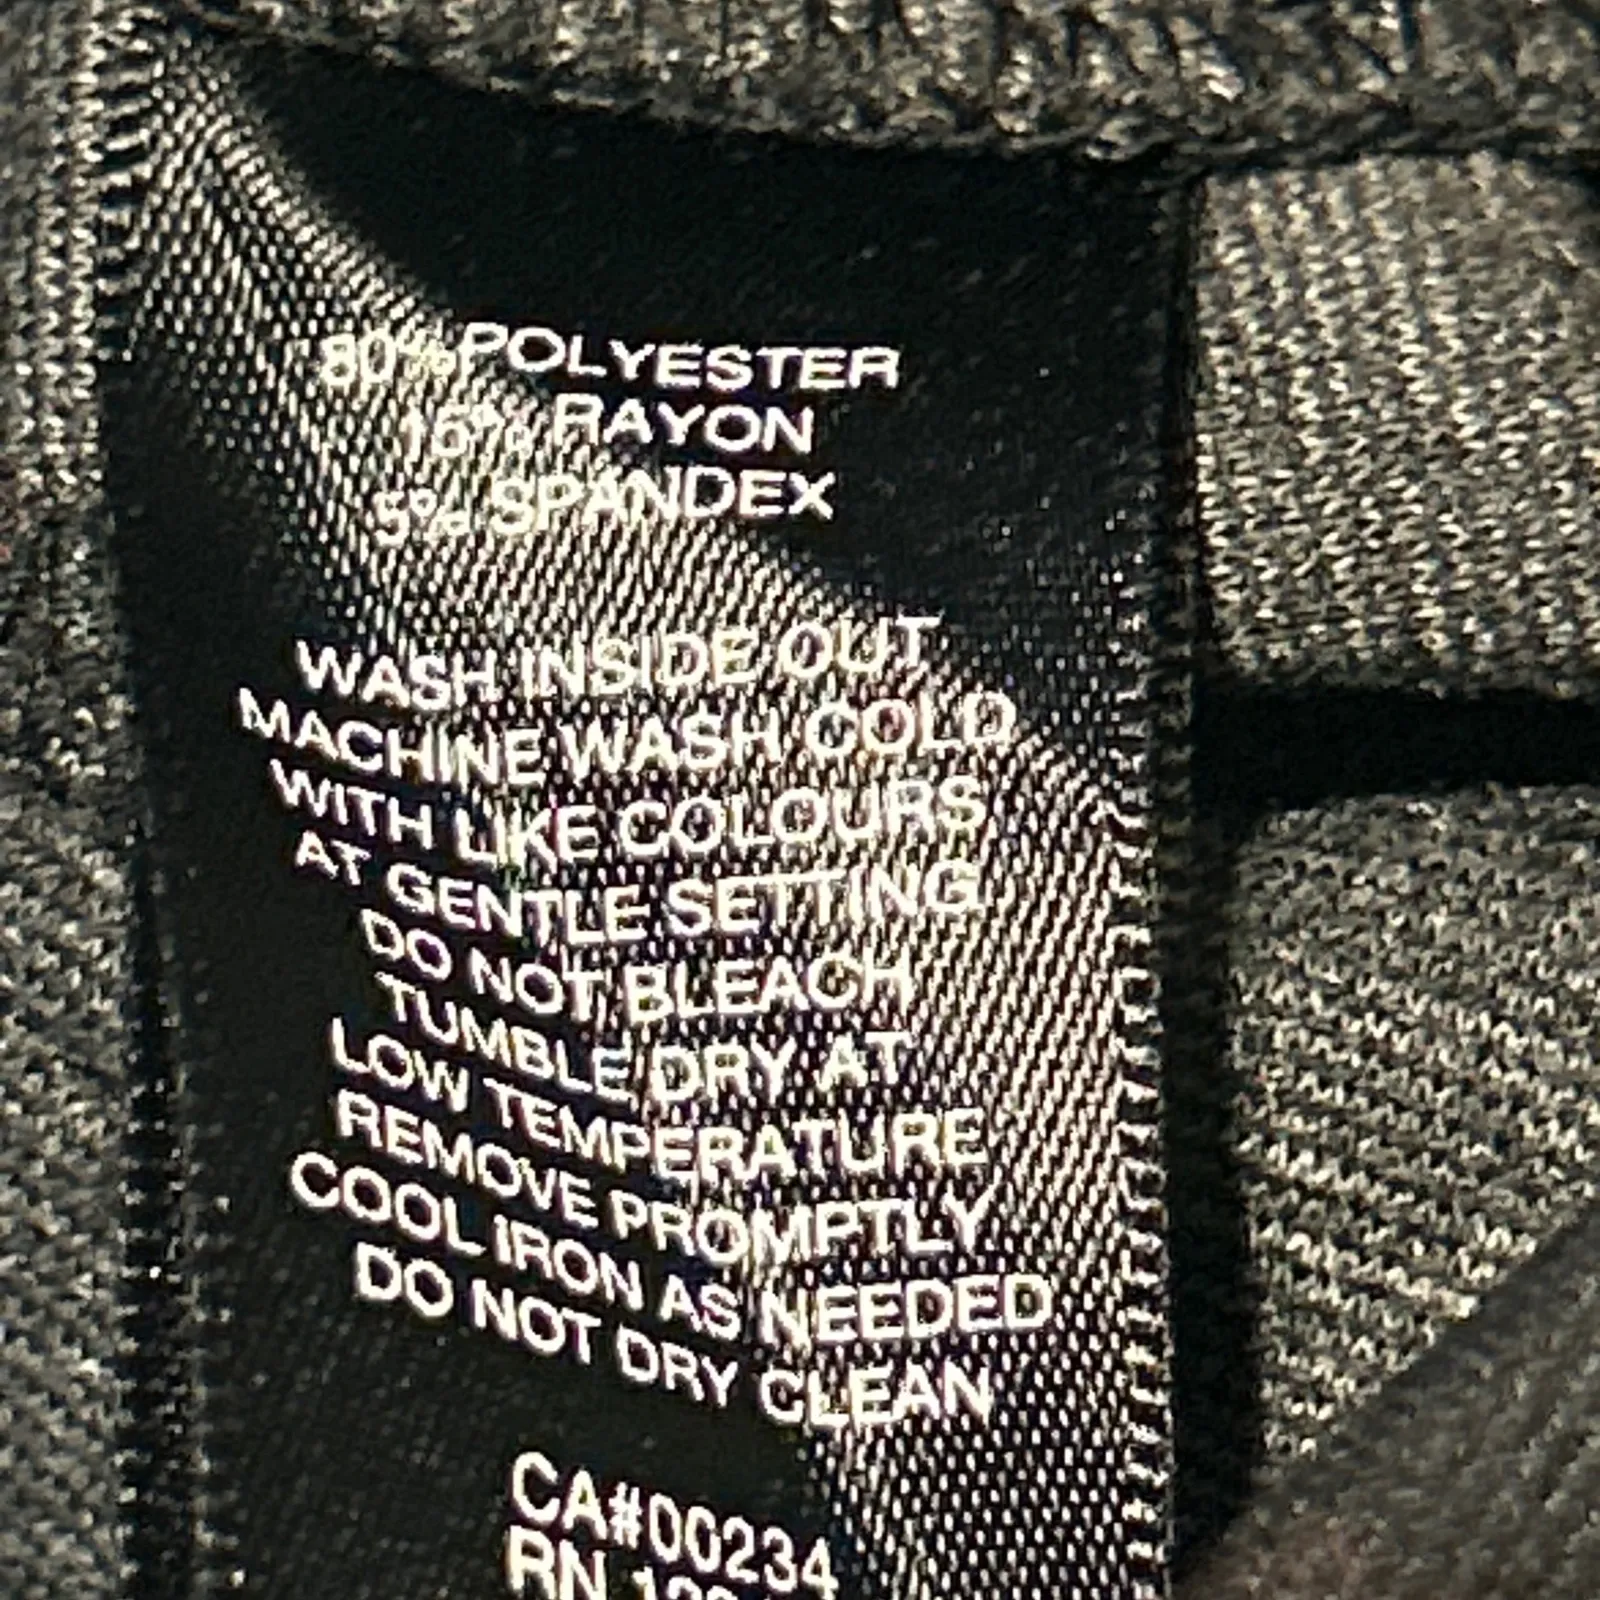 80% POLYESTER
15% RAYON
5% SPANDEX
WASH INSIDE OUT
MACHINE WASH COLD
WITH LIKE COLOURS
AT GENTLE SETTING
DO NOT BLEACH
TUMBLE DRY AT
LOW TEMPERATURE
REMOVE PROMPTLY
COOL IRON AS NEEDED
DO NOT DRY CLEAN
CA#00234
RN